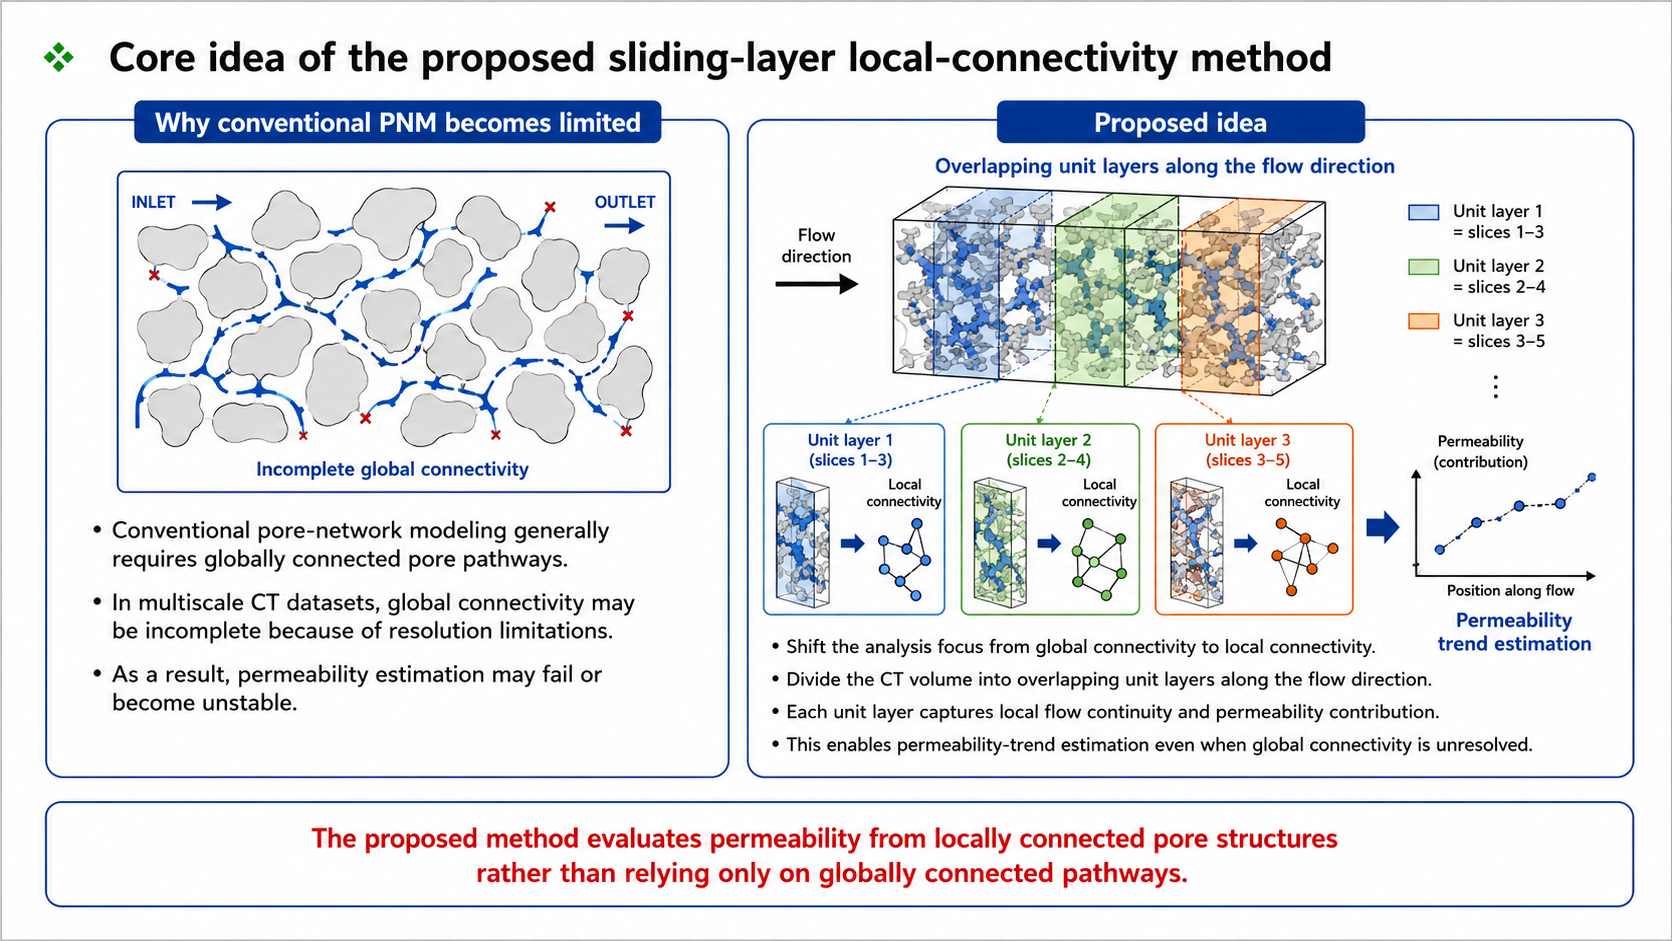 Core idea of the proposed sliding-layer local-connectivity method
Why conventional PNM becomes limited
INLET
OUTLET
Incomplete global connectivity
• Conventional pore-network modeling generally
requires globally connected pore pathways.
• In multiscale CT datasets, global connectivity may
be incomplete because of resolution limitations.
• As a result, permeability estimation may fail or
become unstable.
Proposed idea
Overlapping unit layers along the flow direction
Flow
direction
Unit layer 1
= slices 1–3
Unit layer 2
= slices 2–4
Unit layer 3
= slices 3–5
⋮
Unit layer 1
(slices 1–3)
Local
connectivity
Unit layer 2
(slices 2–4)
Local
connectivity
Unit layer 3
(slices 3–5)
Local
connectivity
Permeability
(contribution)
Position along flow
Permeability
trend estimation
• Shift the analysis focus from global connectivity to local connectivity.
• Divide the CT volume into overlapping unit layers along the flow direction.
• Each unit layer captures local flow continuity and permeability contribution.
• This enables permeability-trend estimation even when global connectivity is unresolved.
The proposed method evaluates permeability from locally connected pore structures
rather than relying only on globally connected pathways.